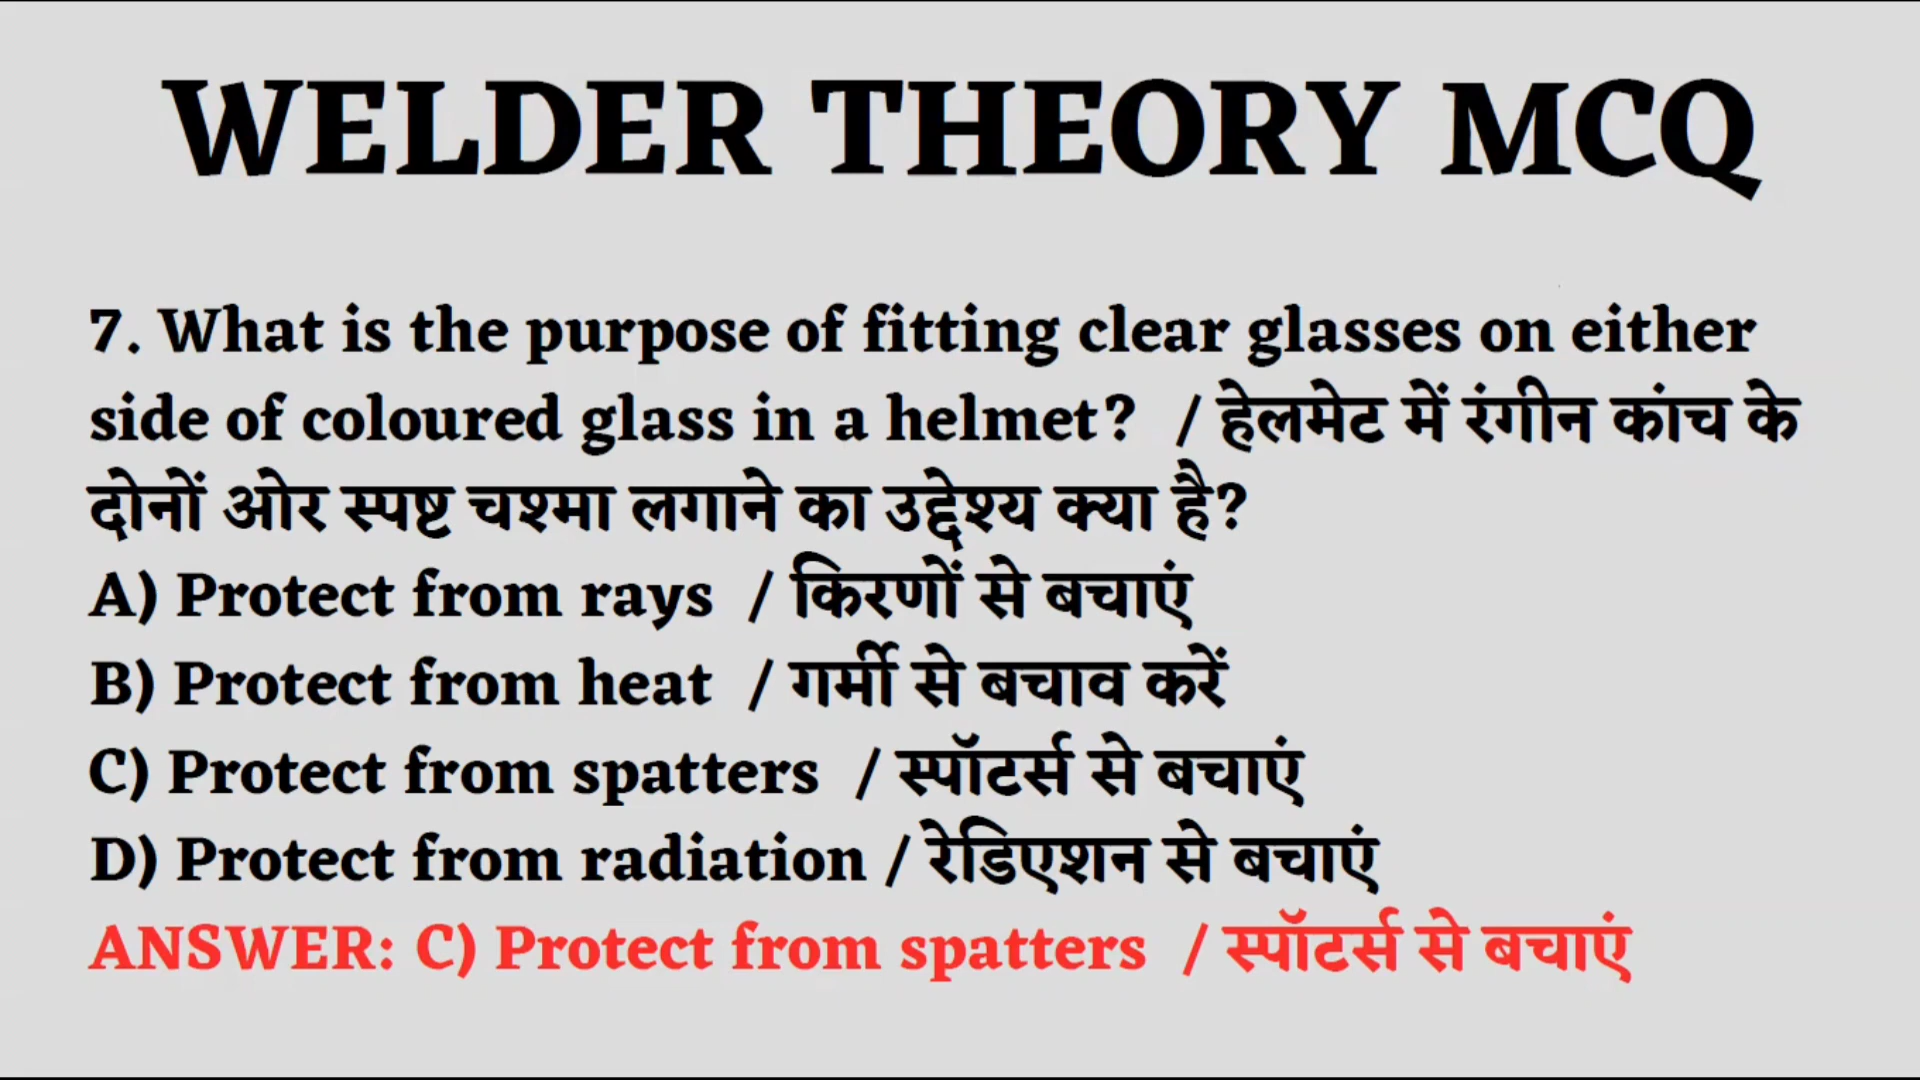 WELDER THEORY MCQ
7. What is the purpose of fitting clear glasses on either
side of coloured glass in a helmet? / हेलमेट में रंगीन कांच के
दोनों ओर स्पष्ट चश्मा लगाने का उद्देश्य क्या है?
A) Protect from rays / किरणों से बचाएं
B) Protect from heat / गर्मी से बचाव करें
C) Protect from spatters / स्पॉटर्स से बचाएं
D) Protect from radiation / रेडिएशन से बचाएं
ANSWER: C) Protect from spatters / स्पॉटर्स से बचाएं